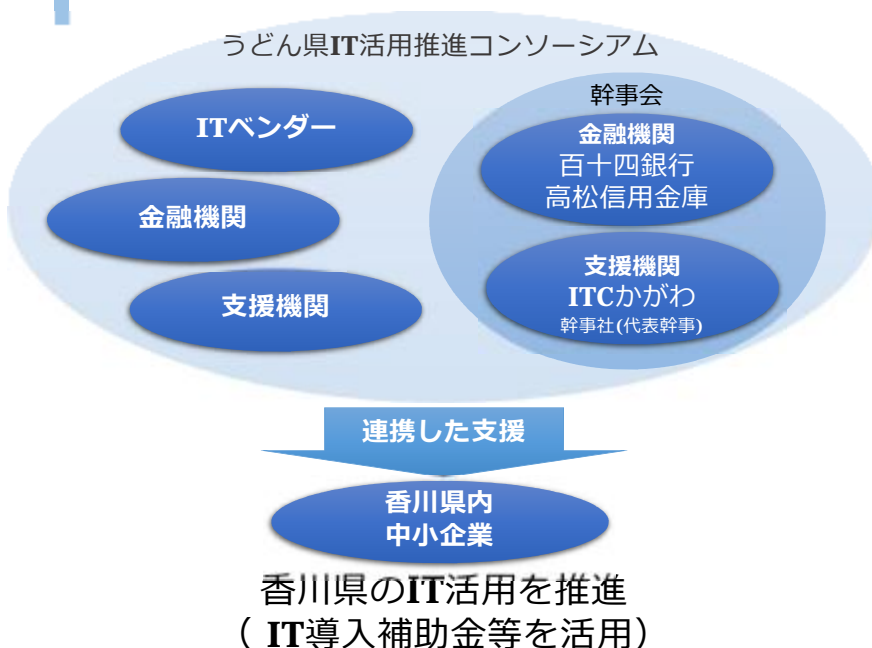 うどん県IT活用推進コンソーシアム
ITベンダー
金融機関
支援機関
幹事会
金融機関
百十四銀行
高松信用金庫
支援機関
ITCかがわ
幹事社(代表幹事)
連携した支援
香川県内
中小企業
香川県のIT活用を推進
（ IT導入補助金等を活用）